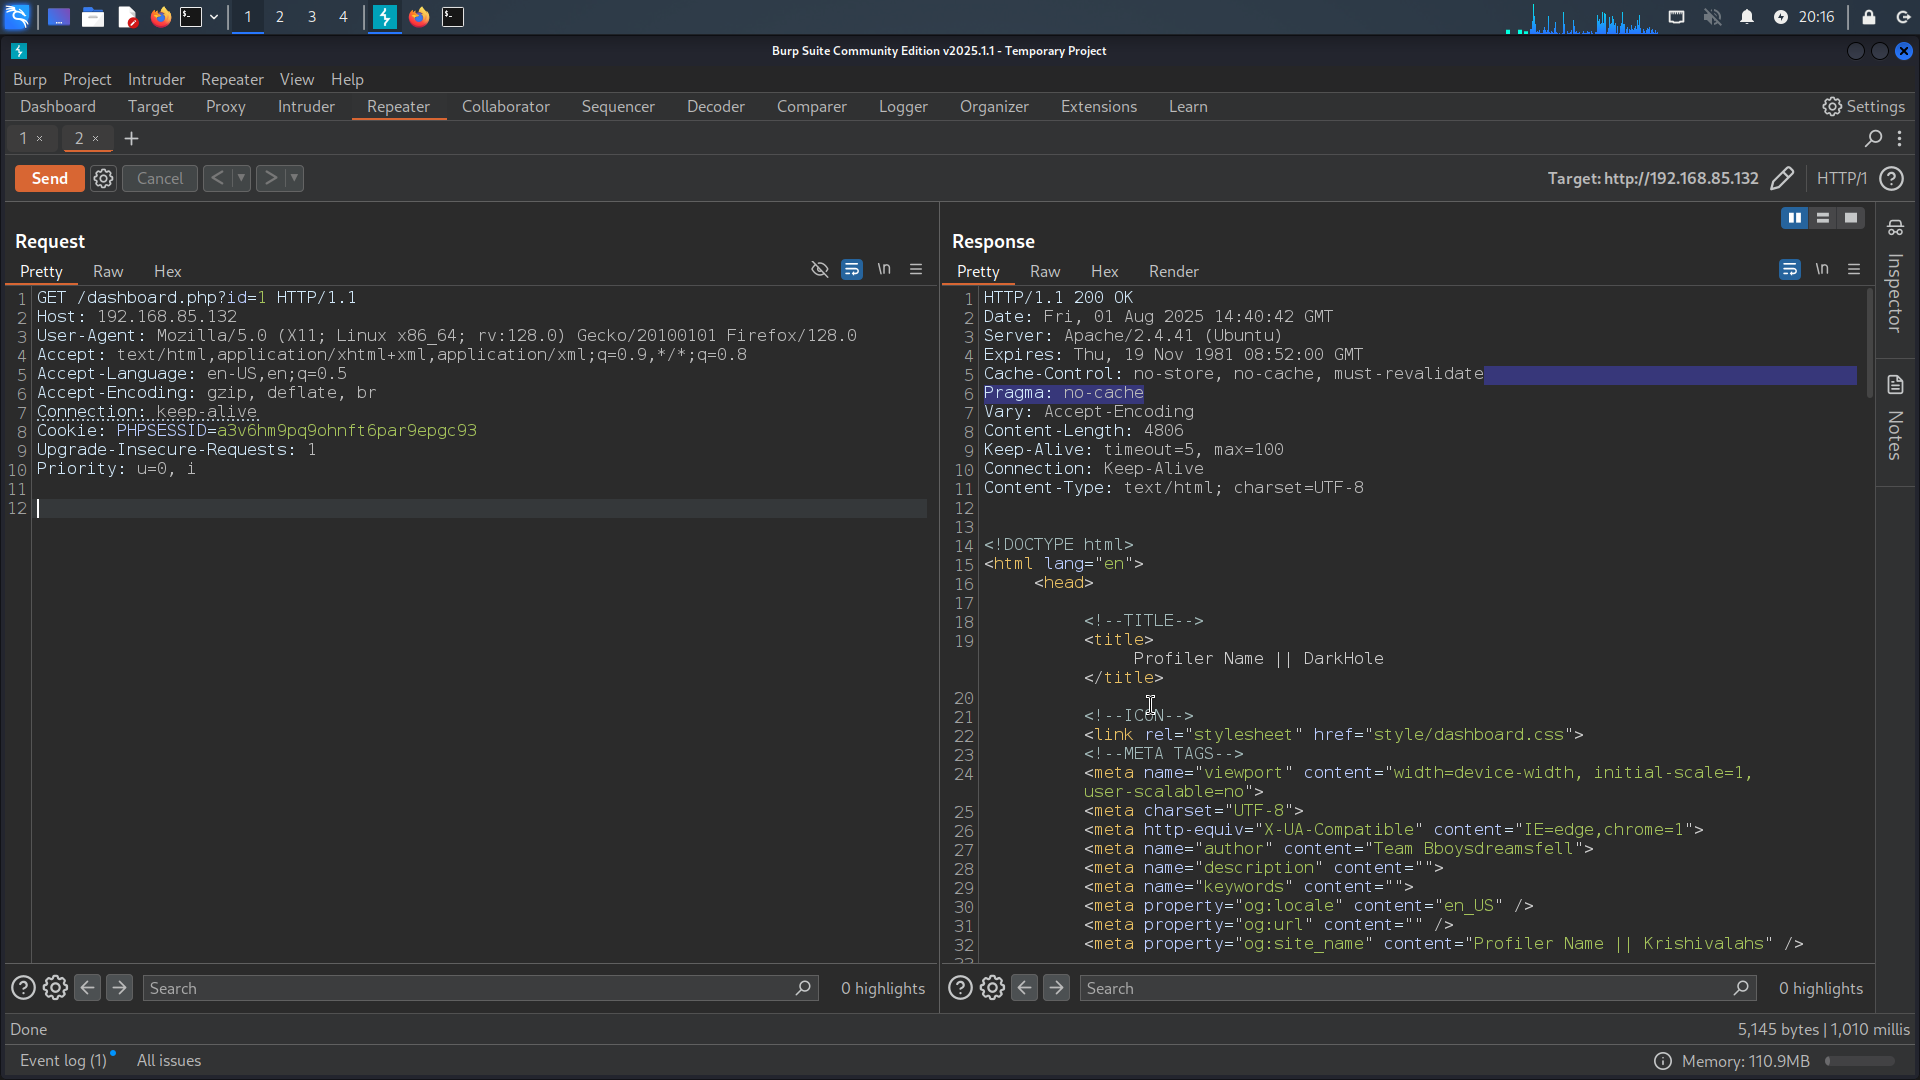 1 2 3 4 20:16
Burp Suite Community Edition v2025.1.1 - Temporary Project
Burp Project Intruder Repeater View Help
Dashboard Target Proxy Intruder Repeater Collaborator Sequencer Decoder Comparer Logger Organizer Extensions Learn Settings
1 × 2 × +
Send Cancel < > Target: http://192.168.85.132 HTTP/1
Request
Pretty Raw Hex \n
1 GET /dashboard.php?id=1 HTTP/1.1
2 Host: 192.168.85.132
3 User-Agent: Mozilla/5.0 (X11; Linux x86_64; rv:128.0) Gecko/20100101 Firefox/128.0
4 Accept: text/html,application/xhtml+xml,application/xml;q=0.9,*/*;q=0.8
5 Accept-Language: en-US,en;q=0.5
6 Accept-Encoding: gzip, deflate, br
7 Connection: keep-alive
8 Cookie: PHPSESSID=a3v6hm9pq9ohnft6par9epgc93
9 Upgrade-Insecure-Requests: 1
10 Priority: u=0, i
11
12
Search 0 highlights
Response
Pretty Raw Hex Render \n
1 HTTP/1.1 200 OK
2 Date: Fri, 01 Aug 2025 14:40:42 GMT
3 Server: Apache/2.4.41 (Ubuntu)
4 Expires: Thu, 19 Nov 1981 08:52:00 GMT
5 Cache-Control: no-store, no-cache, must-revalidate
6 Pragma: no-cache
7 Vary: Accept-Encoding
8 Content-Length: 4806
9 Keep-Alive: timeout=5, max=100
10 Connection: Keep-Alive
11 Content-Type: text/html; charset=UTF-8
12
13
14 <!DOCTYPE html>
15 <html lang="en">
16 <head>
17
18 <!--TITLE-->
19 <title>
Profiler Name || DarkHole
</title>
20
21 <!--ICON-->
22 <link rel="stylesheet" href="style/dashboard.css">
23 <!--META TAGS-->
24 <meta name="viewport" content="width=device-width, initial-scale=1,
user-scalable=no">
25 <meta charset="UTF-8">
26 <meta http-equiv="X-UA-Compatible" content="IE=edge,chrome=1">
27 <meta name="author" content="Team Bboysdreamsfell">
28 <meta name="description" content="">
29 <meta name="keywords" content="">
30 <meta property="og:locale" content="en_US" />
31 <meta property="og:url" content="" />
32 <meta property="og:site_name" content="Profiler Name || Krishivalahs" />
Search 0 highlights
Inspector
Notes
Done 5,145 bytes | 1,010 millis
Event log (1) All issues Memory: 110.9MB